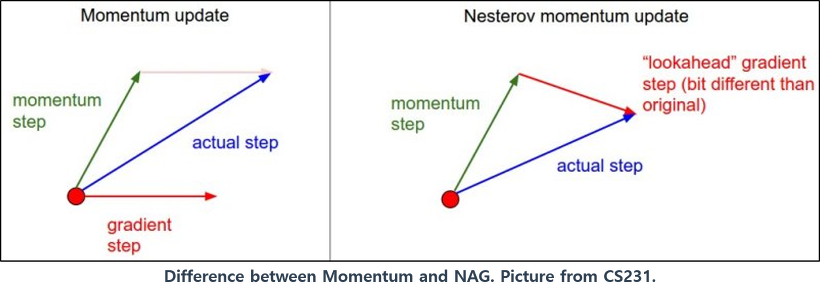 Momentum update
momentum
step
actual step
gradient
step
Nesterov momentum update
"lookahead" gradient
step (bit different than
original)
momentum
step
actual step
Difference between Momentum and NAG. Picture from CS231.